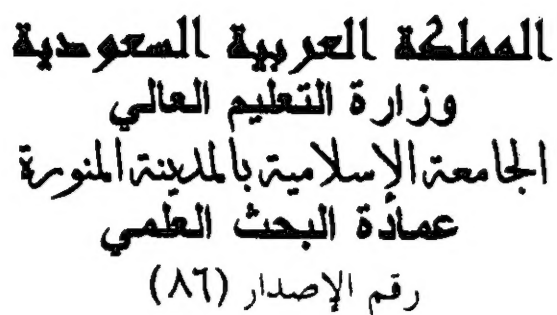 المملكة العربية السعودية
وزارة التعليم العالي
الجامعة الإسلامية بالمدينة المنورة
عمادة البحث العلمي
رقم الإصدار (٨٦)